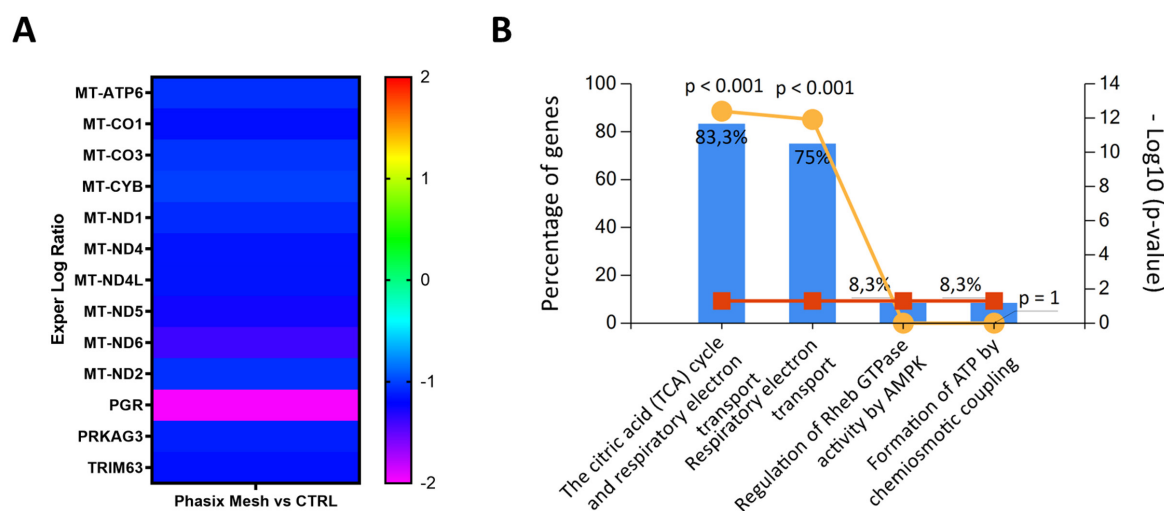 A
MT-ATP6
MT-CO1
MT-CO3
MT-CYB
MT-ND1
MT-ND4
MT-ND4L
MT-ND5
MT-ND6
MT-ND2
PGR
PRKAG3
TRIM63
Exper Log Ratio
Phasix Mesh vs CTRL
2
1
0
-1
-2
B
Percentage of genes
100
80
60
40
20
0
p < 0.001
p < 0.001
83,3%
75%
8,3%
8,3%
p = 1
14
12
10
8
6
4
2
0
- Log10 (p-value)
The citric acid (TCA) cycle
and respiratory electron
transport
Respiratory electron
transport
Regulation of Rheb GTPase
activity by AMPK
Formation of ATP by
chemiosmotic coupling